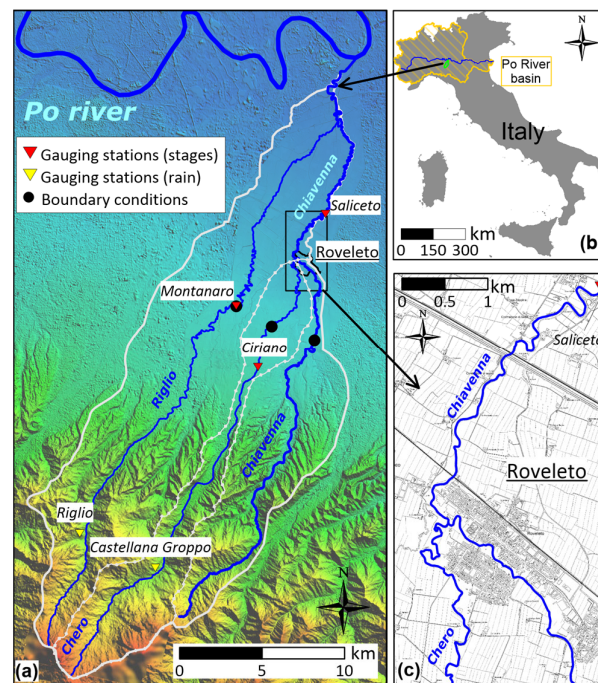 Po river
Gauging stations (stages)
Gauging stations (rain)
Boundary conditions
Chiavenna
Saliceto
Roveleto
Montanaro
Ciriano
Riglio
Chiavenna
Riglio
Castellana Groppo
Chero
N
km
0 5 10
(a)
N
Po River
basin
Italy
km
0 150 300
(b)
km
0 0.5 1
N
Saliceto
Chiavenna
Roveleto
Roveleto
Chero
(c)